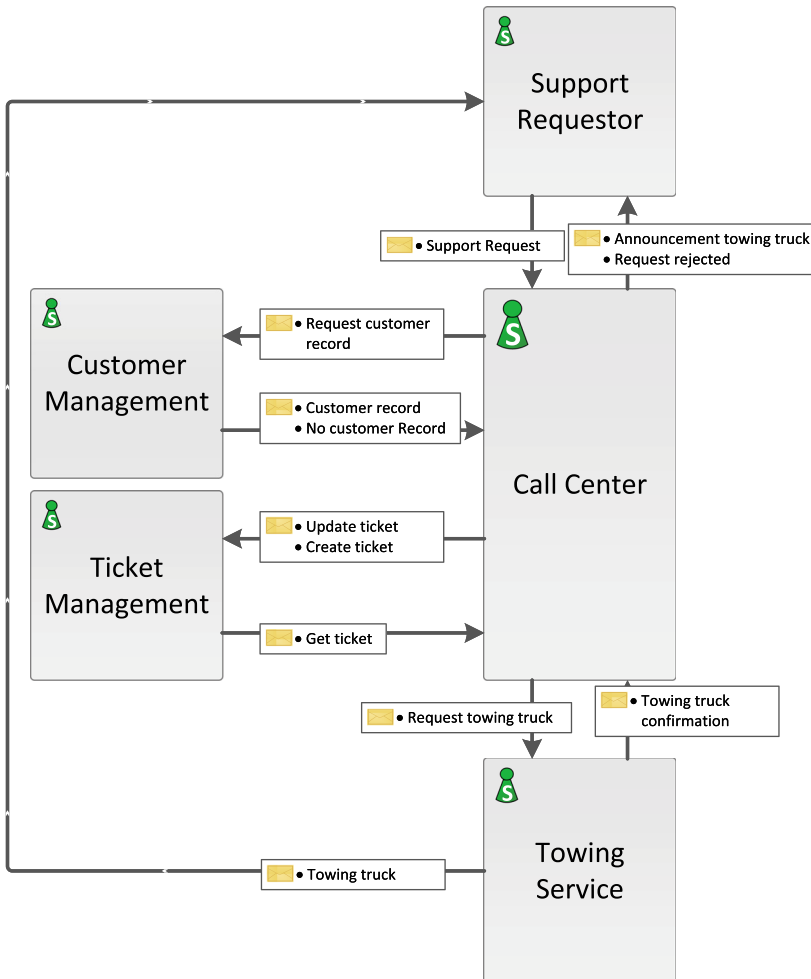 S
Support
Requestor
• Support Request
• Announcement towing truck
• Request rejected
S
Customer
Management
• Request customer
record
• Customer record
• No customer Record
S
Call Center
S
Ticket
Management
• Update ticket
• Create ticket
• Get ticket
• Request towing truck
• Towing truck
confirmation
S
Towing
Service
• Towing truck